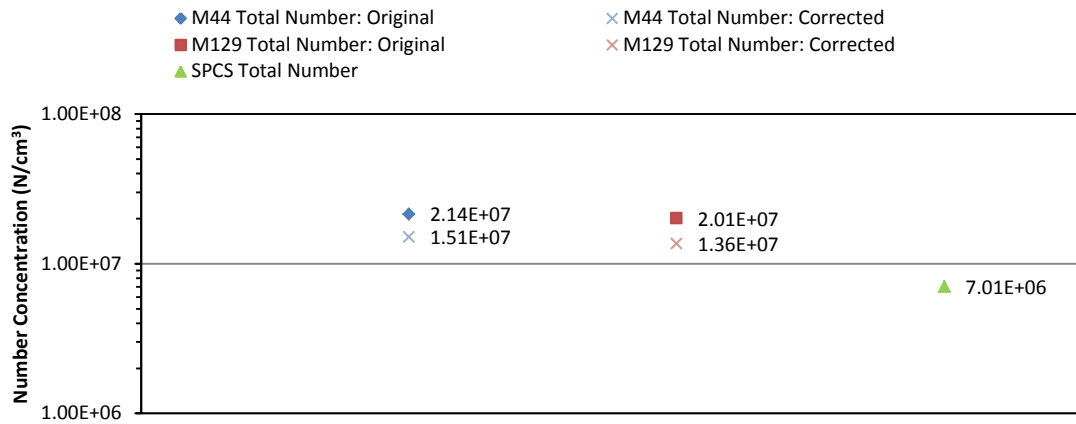 M44 Total Number: Original
M44 Total Number: Corrected
M129 Total Number: Original
M129 Total Number: Corrected
SPCS Total Number
Number Concentration (N/cm³)
1.00E+08
1.00E+07
1.00E+06
2.14E+07
1.51E+07
2.01E+07
1.36E+07
7.01E+06